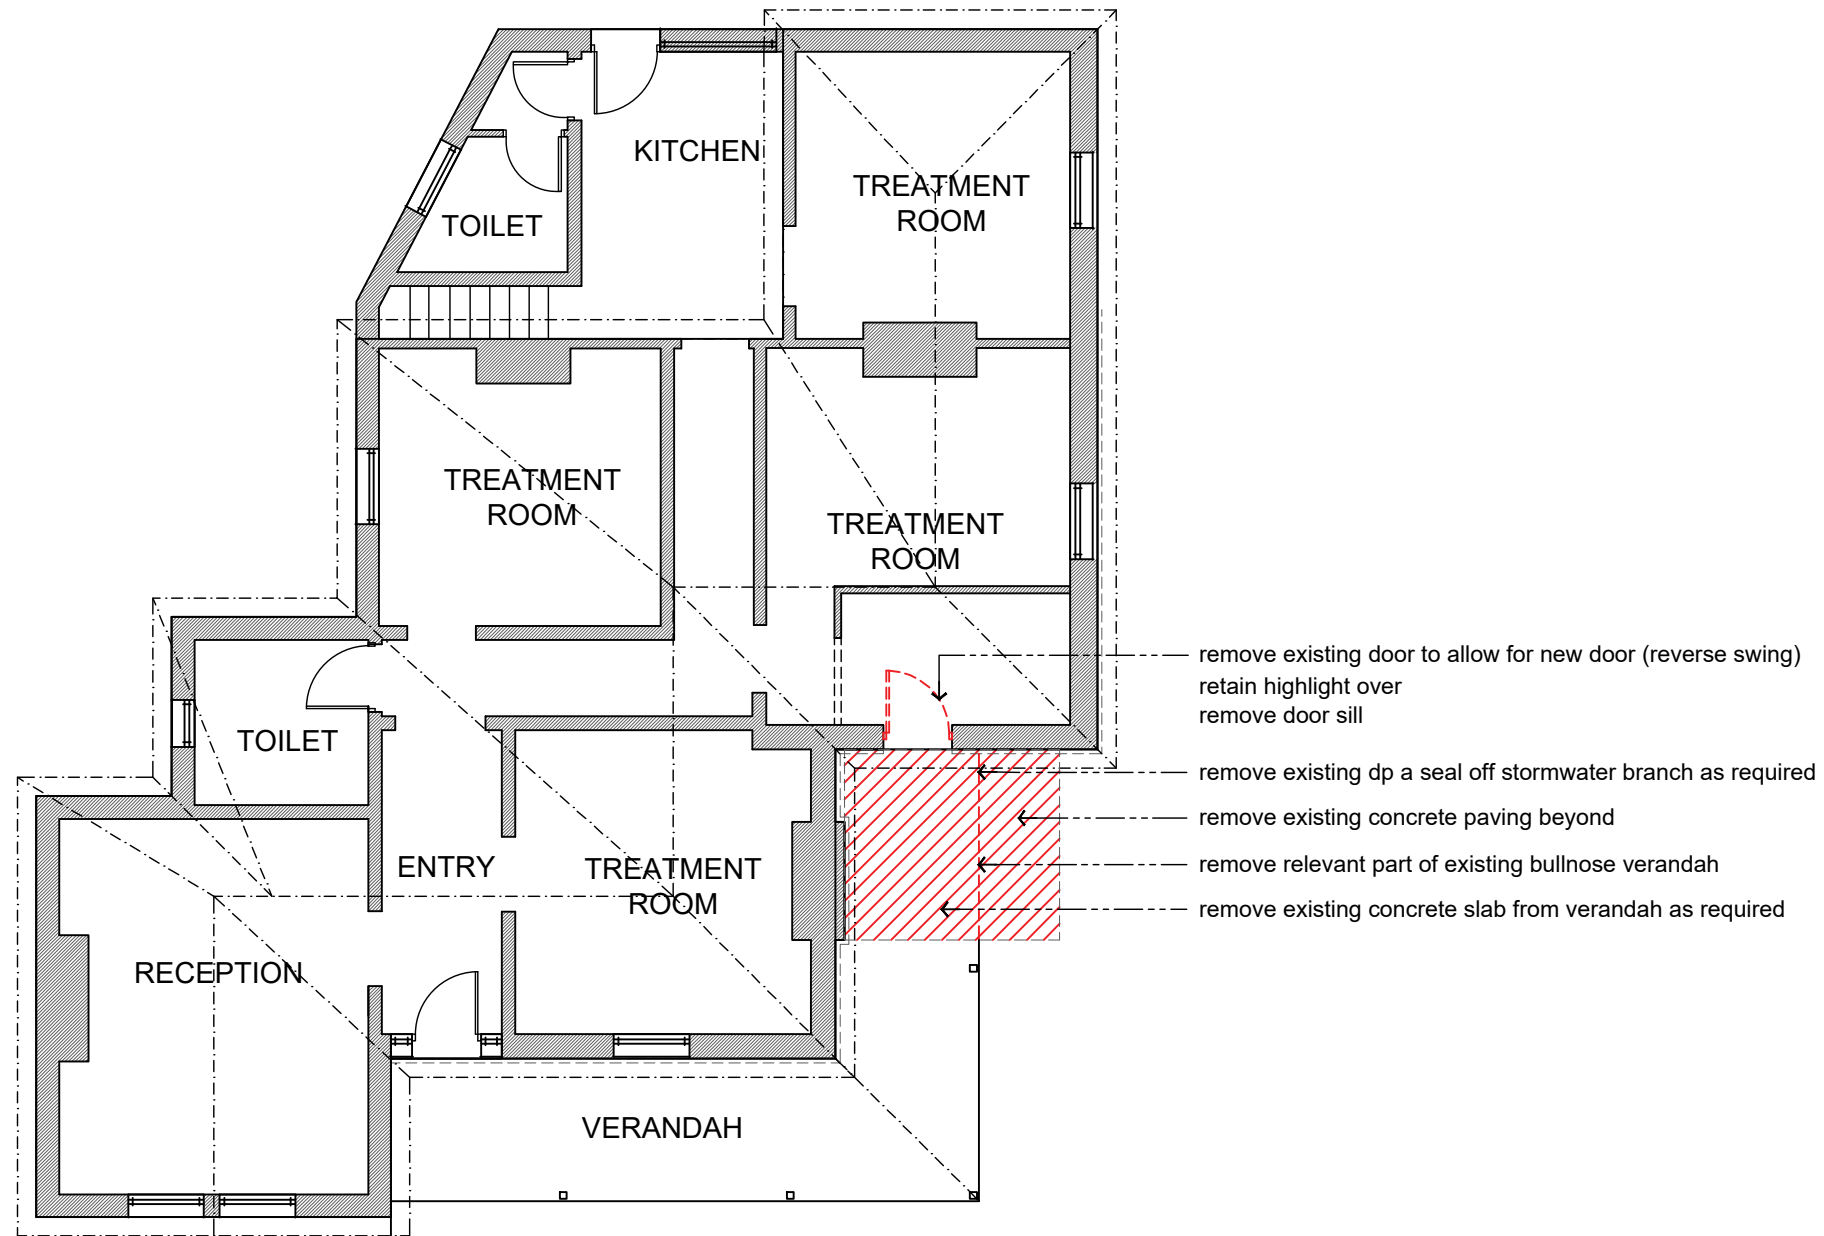 KITCHEN
TREATMENT
ROOM
TOILET
TREATMENT
ROOM
TREATMENT
ROOM
remove existing door to allow for new door (reverse swing)
retain highlight over
remove door sill
TOILET
remove existing dp a seal off stormwater branch as required
remove existing concrete paving beyond
ENTRY
TREATMENT
ROOM
remove relevant part of existing bullnose verandah
remove existing concrete slab from verandah as required
RECEPTION
VERANDAH